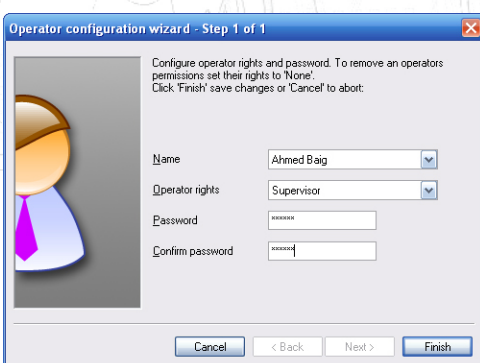 Operator configuration wizard - Step 1 of 1
Configure operator rights and password. To remove an operators
permissions set their rights to 'None'.
Click 'Finish' save changes or 'Cancel' to abort:
Name Ahmed Baig
Operator rights Supervisor
Password xxxxxx
Confirm password xxxxxx
Cancel < Back Next > Finish